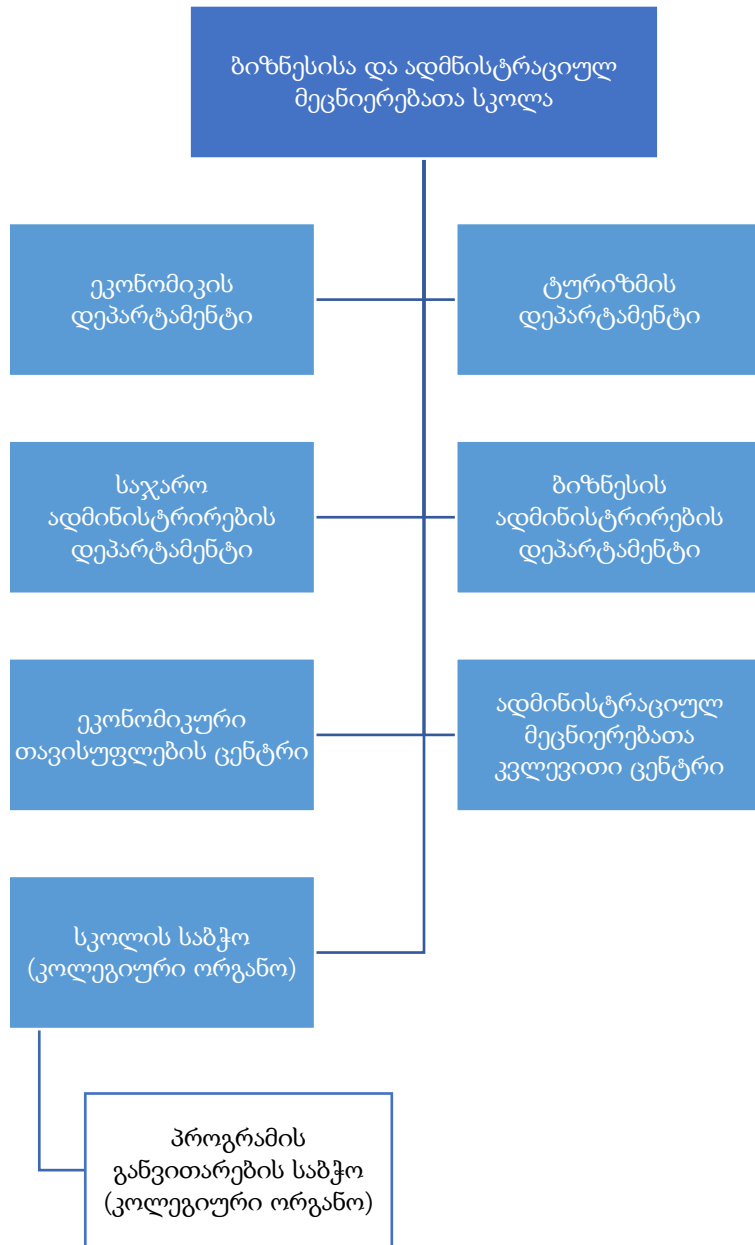 ბიზნესისა და ადმნისტრაციულ
მეცნიერებათა სკოლა
ეკონომიკის
დეპარტამენტი
ტურიზმის
დეპარტამენტი
საჯარო
ადმინისტრირების
დეპარტამენტი
ბიზნესის
ადმინისტრირების
დეპარტამენტი
ეკონომიკური
თავისუფლების ცენტრი
ადმინისტრაციულ
მეცნიერებათა
კვლევითი ცენტრი
სკოლის საბჭო
(კოლეგიური ორგანო)
პროგრამის
განვითარების საბჭო
(კოლეგიური ორგანო)